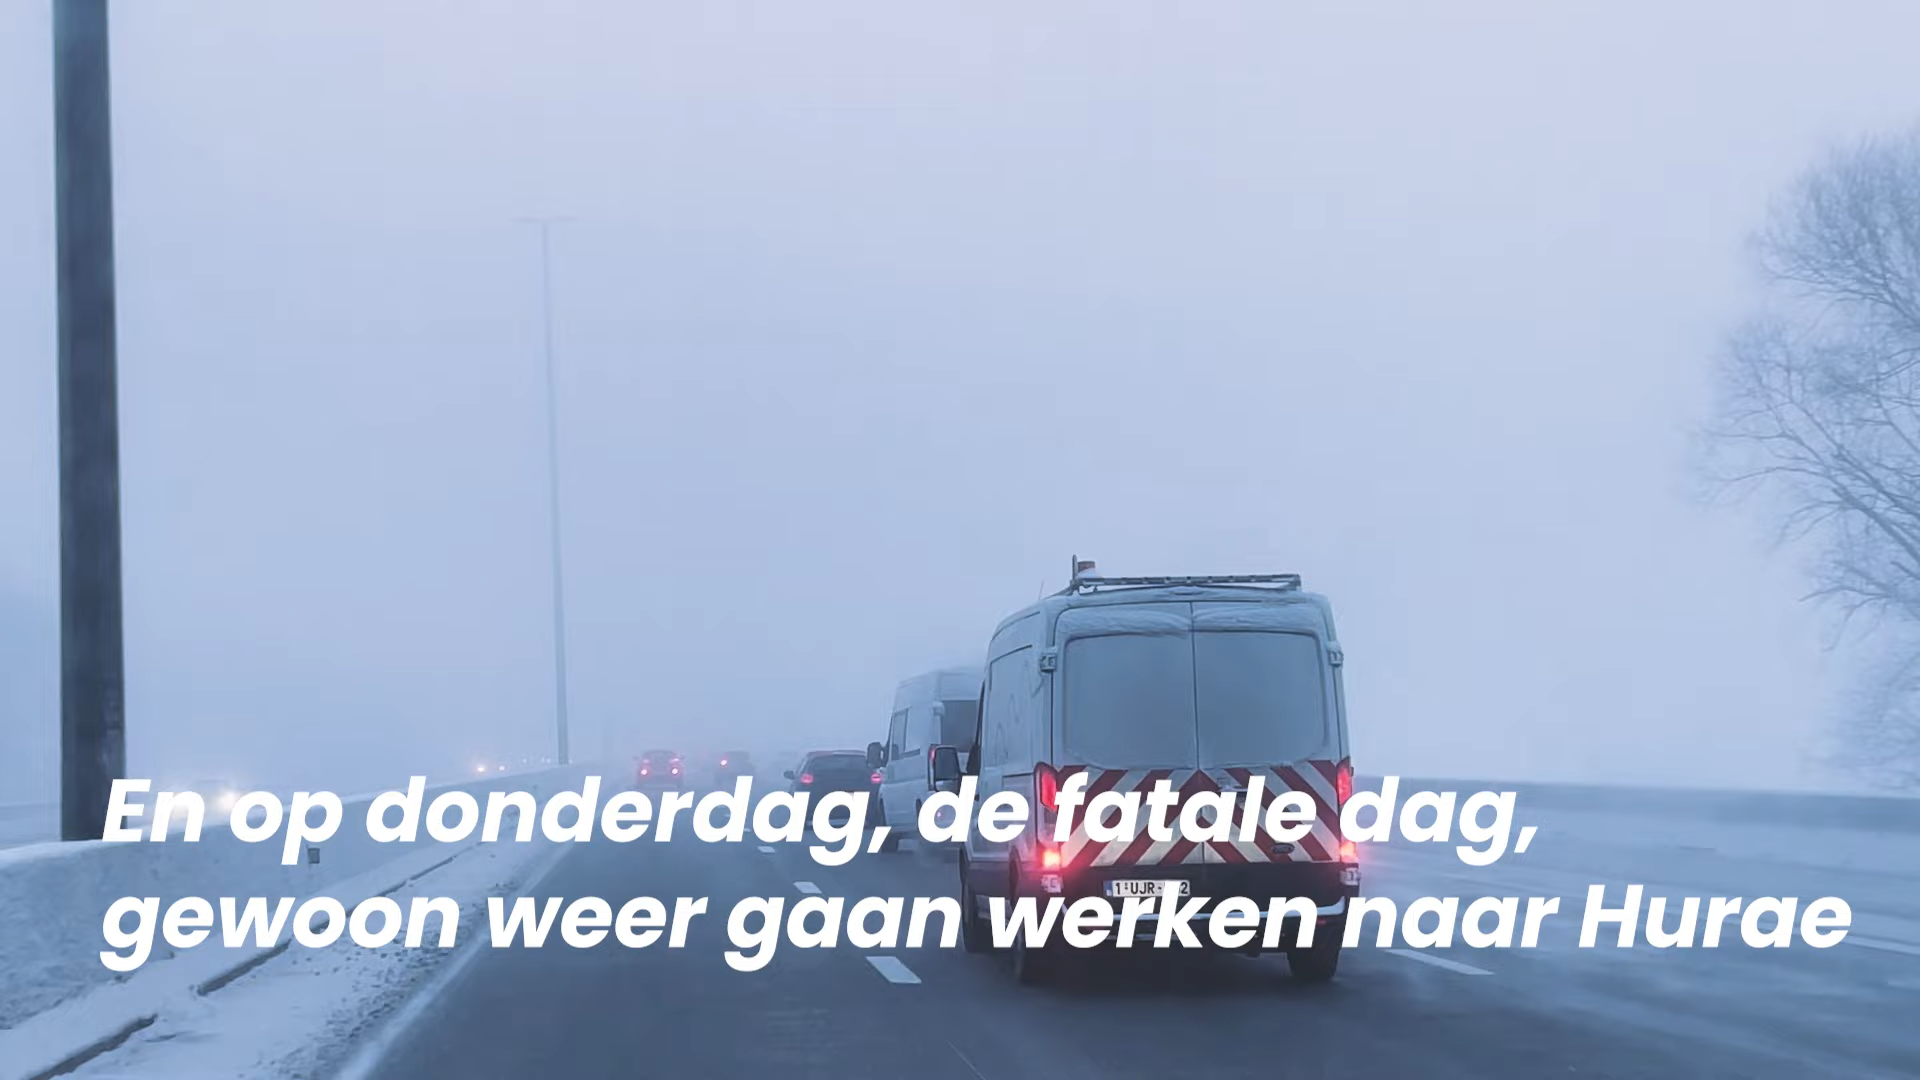 En op donderdag, de fatale dag,
gewoon weer gaan werken naar Hurae